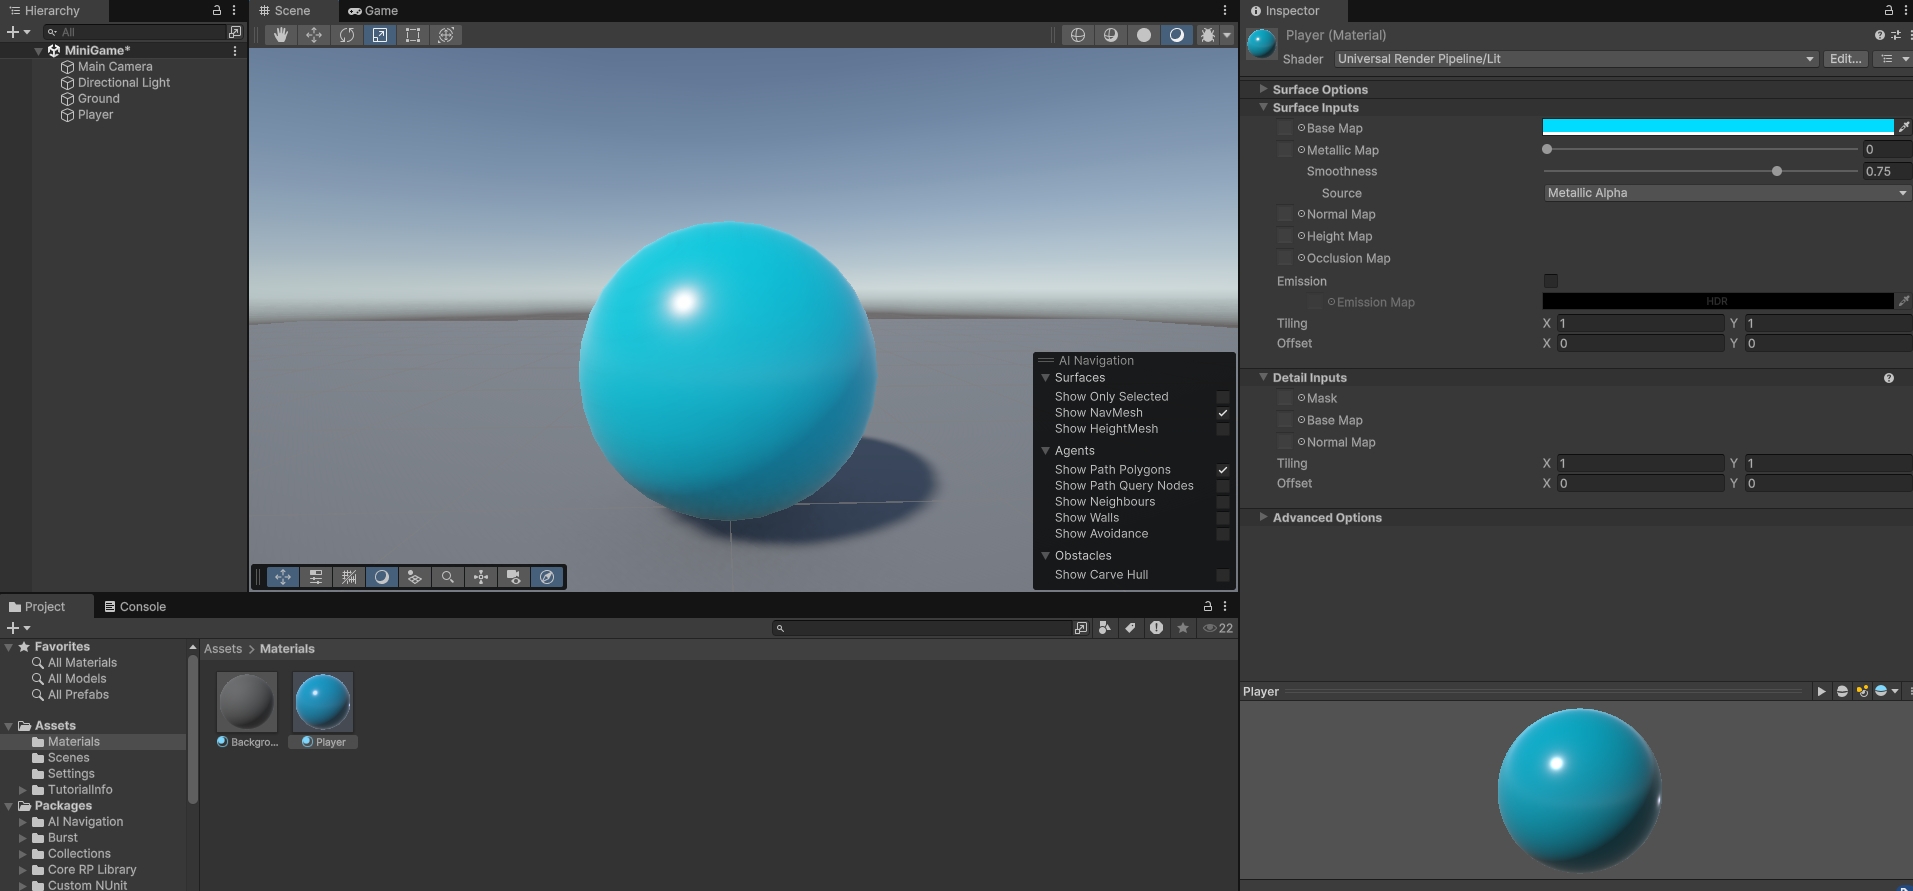 Hierarchy
All
MiniGame*
Main Camera
Directional Light
Ground
Player
Scene
Game
AI Navigation
Surfaces
Show Only Selected
Show NavMesh
Show HeightMesh
Agents
Show Path Polygons
Show Path Query Nodes
Show Neighbours
Show Walls
Show Avoidance
Obstacles
Show Carve Hull
Inspector
Player (Material)
Shader Universal Render Pipeline/Lit Edit...
Surface Options
Surface Inputs
Base Map
Metallic Map 0
Smoothness 0.75
Source Metallic Alpha
Normal Map
Height Map
Occlusion Map
Emission
Emission Map HDR
Tiling X 1 Y 1
Offset X 0 Y 0
Detail Inputs
Mask
Base Map
Normal Map
Tiling X 1 Y 1
Offset X 0 Y 0
Advanced Options
Player
Project
Console
22
Favorites
All Materials
All Models
All Prefabs
Assets
Materials
Scenes
Settings
TutorialInfo
Packages
AI Navigation
Burst
Collections
Core RP Library
Custom NUnit
Assets > Materials
Backgro...
Player